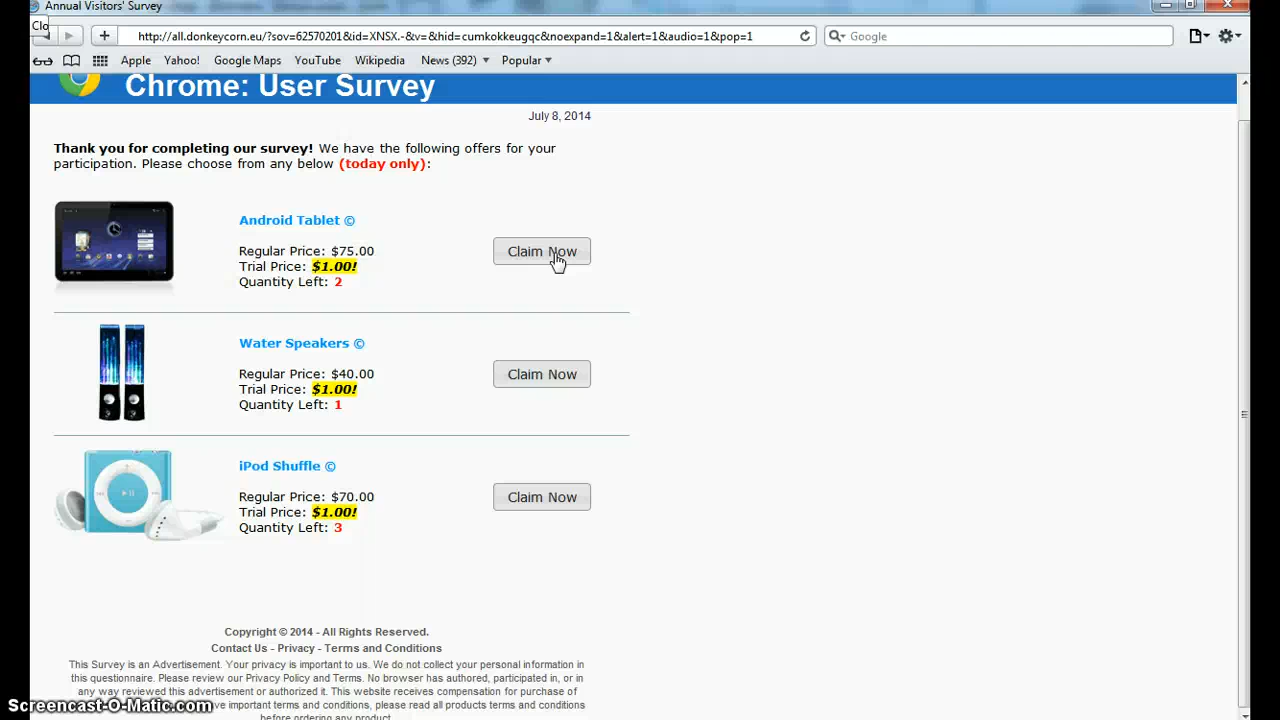 Annual Visitors' Survey
Clo
http://all.donkeycorn.eu/?sov=62570201&id=XNSX.-&v=&hid=cumkokkeugqc&noexpand=1&alert=1&audio=1&pop=1
Google
Apple Yahoo! Google Maps YouTube Wikipedia News (392) Popular
Chrome: User Survey
July 8, 2014
Thank you for completing our survey! We have the following offers for your
participation. Please choose from any below (today only):
Android Tablet ©
Regular Price: $75.00
Trial Price: $1.00!
Quantity Left: 2
Claim Now
Water Speakers ©
Regular Price: $40.00
Trial Price: $1.00!
Quantity Left: 1
Claim Now
iPod Shuffle ©
Regular Price: $70.00
Trial Price: $1.00!
Quantity Left: 3
Claim Now
Copyright © 2014 - All Rights Reserved.
Contact Us - Privacy - Terms and Conditions
This Survey is an Advertisement. Your privacy is important to us. We do not collect your personal information in
this questionnaire. Please review our Privacy Policy and Terms. No browser has authored, participated in, or in
any way reviewed this advertisement or authorized it. This website receives compensation for purchase of
ve important terms and conditions, please read all products terms and conditions
before ordering any product.
Screencast-O-Matic.com